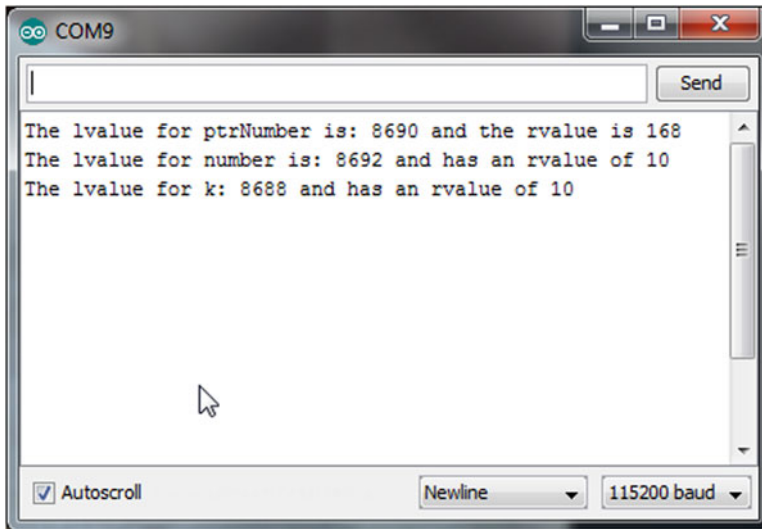 COM9
Send
The lvalue for ptrNumber is: 8690 and the rvalue is 168
The lvalue for number is: 8692 and has an rvalue of 10
The lvalue for k: 8688 and has an rvalue of 10
Autoscroll
Newline
115200 baud